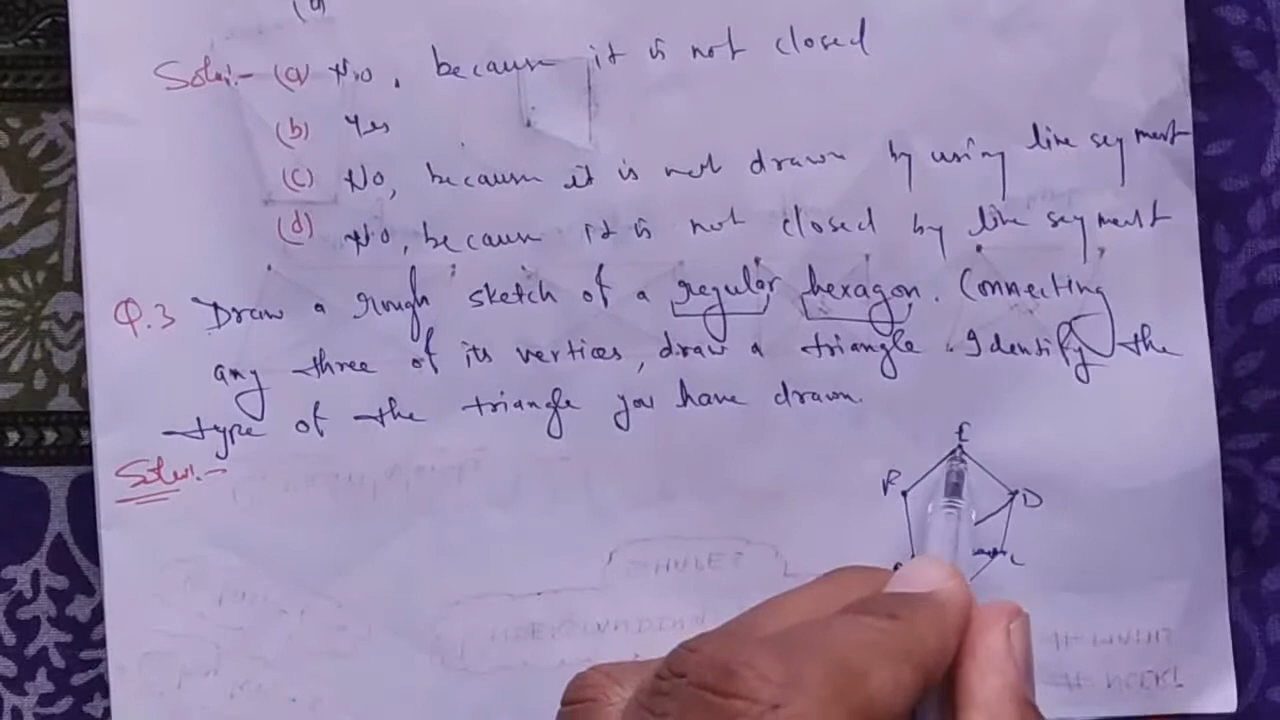 Soln:- (a) No, because it is not closed
(b) Yes
(c) No, because it is not drawn by using line segment
(d) No, because it is not closed by line segment
Q.3 Draw a rough sketch of a regular hexagon. Connecting
any three of its vertices, draw a triangle. Identify the
type of the triangle you have drawn.
Soln:-
E
F D
C